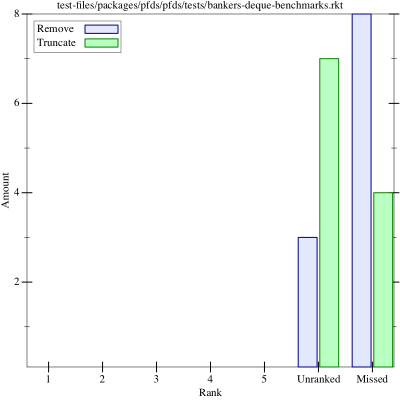 test-files/packages/pfds/pfds/tests/bankers-deque-benchmarks.rkt
Remove
Truncate
8
6
4
2
Amount
1 2 3 4 5 Unranked Missed
Rank